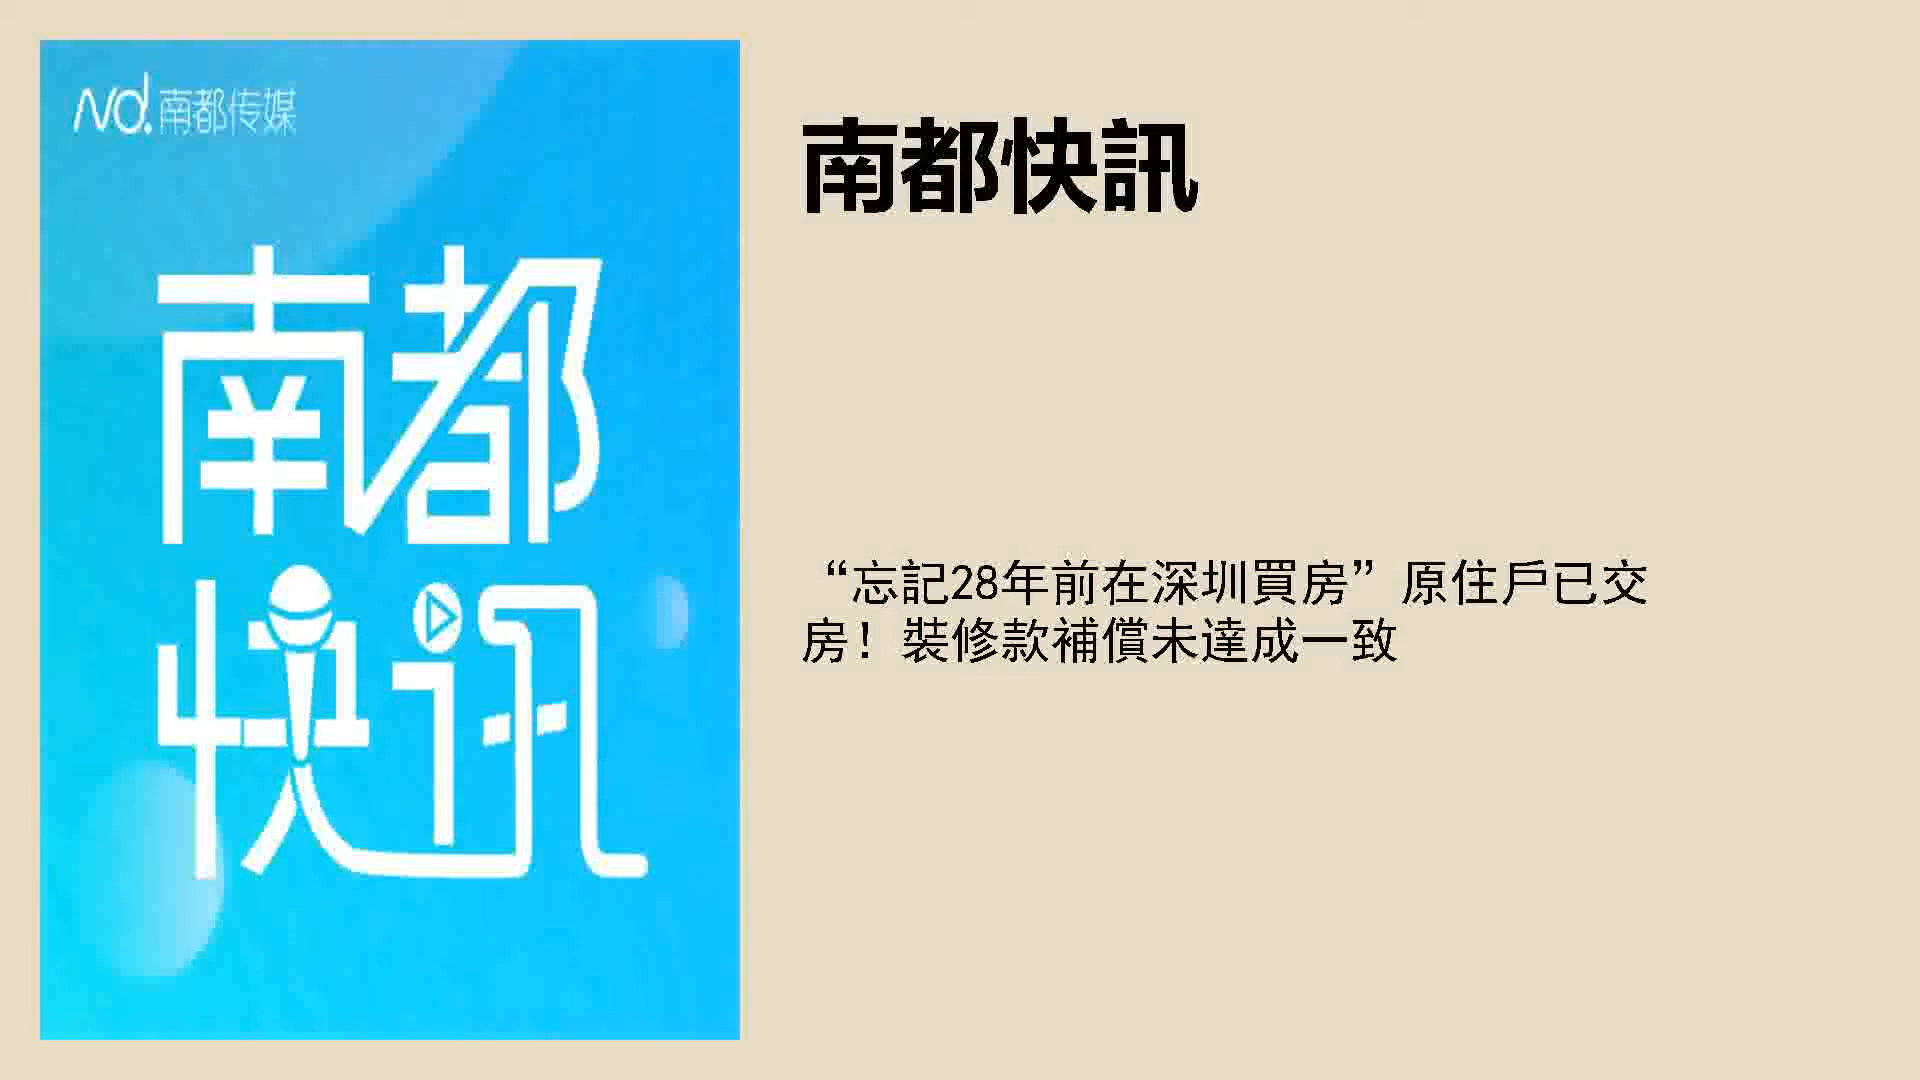 Nd.南都传媒
南都
快讯
南都快訊
“忘記28年前在深圳買房”原住戶已交
房！裝修款補償未達成一致